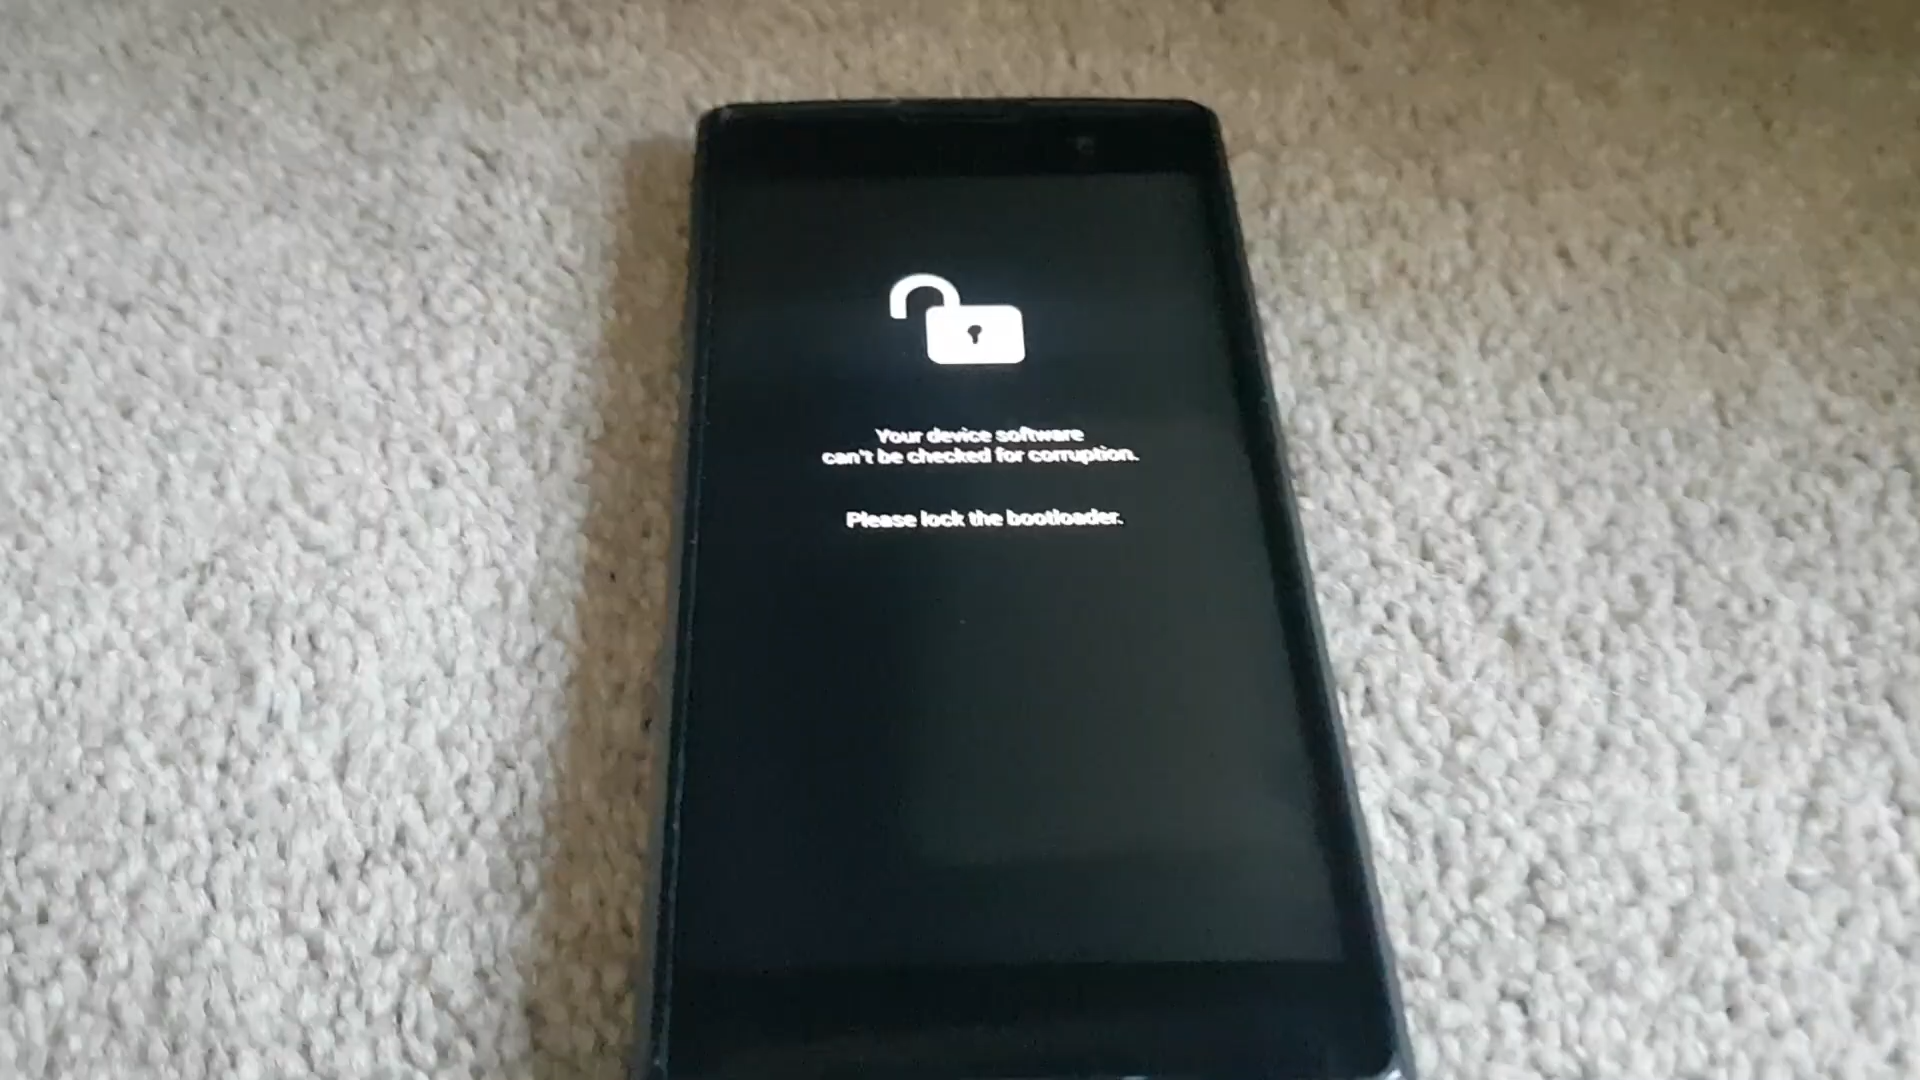 Your device software
can't be checked for corruption.
Please lock the bootloader.